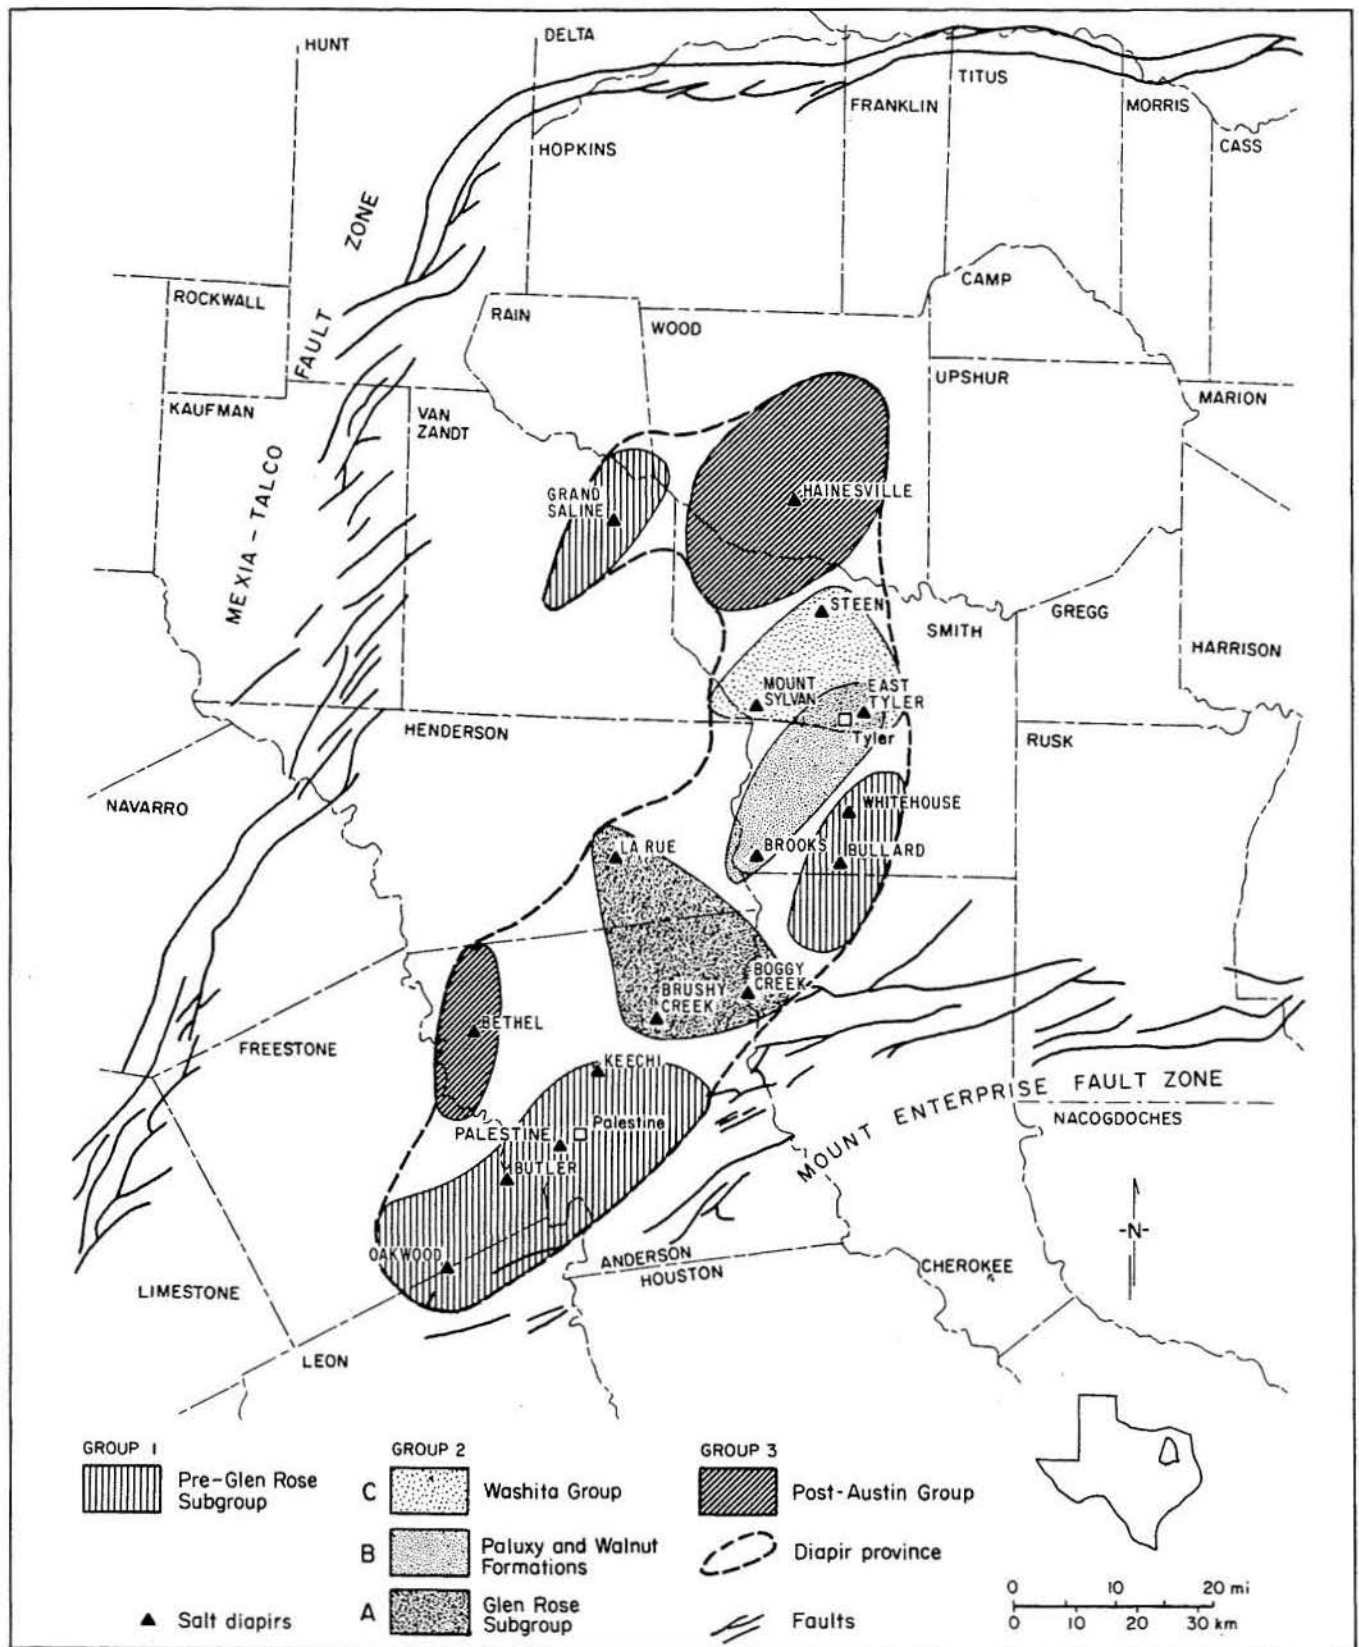 HUNT
DELTA
TITUS
FRANKLIN
MORRIS
CASS
HOPKINS
ZONE
CAMP
ROCKWALL
RAIN
WOOD
FAULT
UPSHUR
MARION
KAUFMAN
VAN
ZANDT
MEXIA-TALCO
GRAND
SALINE
HAINESVILLE
STEEN
SMITH
GREGG
HARRISON
MOUNT
SYLVAN
EAST
TYLER
Tyler
HENDERSON
RUSK
NAVARRO
WHITEHOUSE
LA RUE
BROOKS
BULLARD
BOGGY
CREEK
BRUSHY
CREEK
BETHEL
FREESTONE
KEECHI
MOUNT ENTERPRISE FAULT ZONE
NACOGDOCHES
PALESTINE
Palestine
BUTLER
-N-
OAKWOOD
ANDERSON
HOUSTON
CHEROKEE
LIMESTONE
LEON
GROUP 1
Pre-Glen Rose
Subgroup
GROUP 2
C
Washita Group
B
Paluxy and Walnut
Formations
A
Glen Rose
Subgroup
GROUP 3
Post-Austin Group
Diapir province
Salt diapirs
Faults
0 10 20 mi
0 10 20 30 km